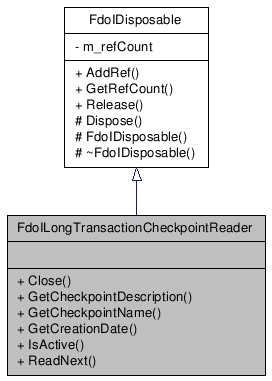 FdoIDisposable
- m_refCount
+ AddRef()
+ GetRefCount()
+ Release()
# Dispose()
# FdoIDisposable()
# ~FdoIDisposable()
FdoILongTransactionCheckpointReader
+ Close()
+ GetCheckpointDescription()
+ GetCheckpointName()
+ GetCreationDate()
+ IsActive()
+ ReadNext()